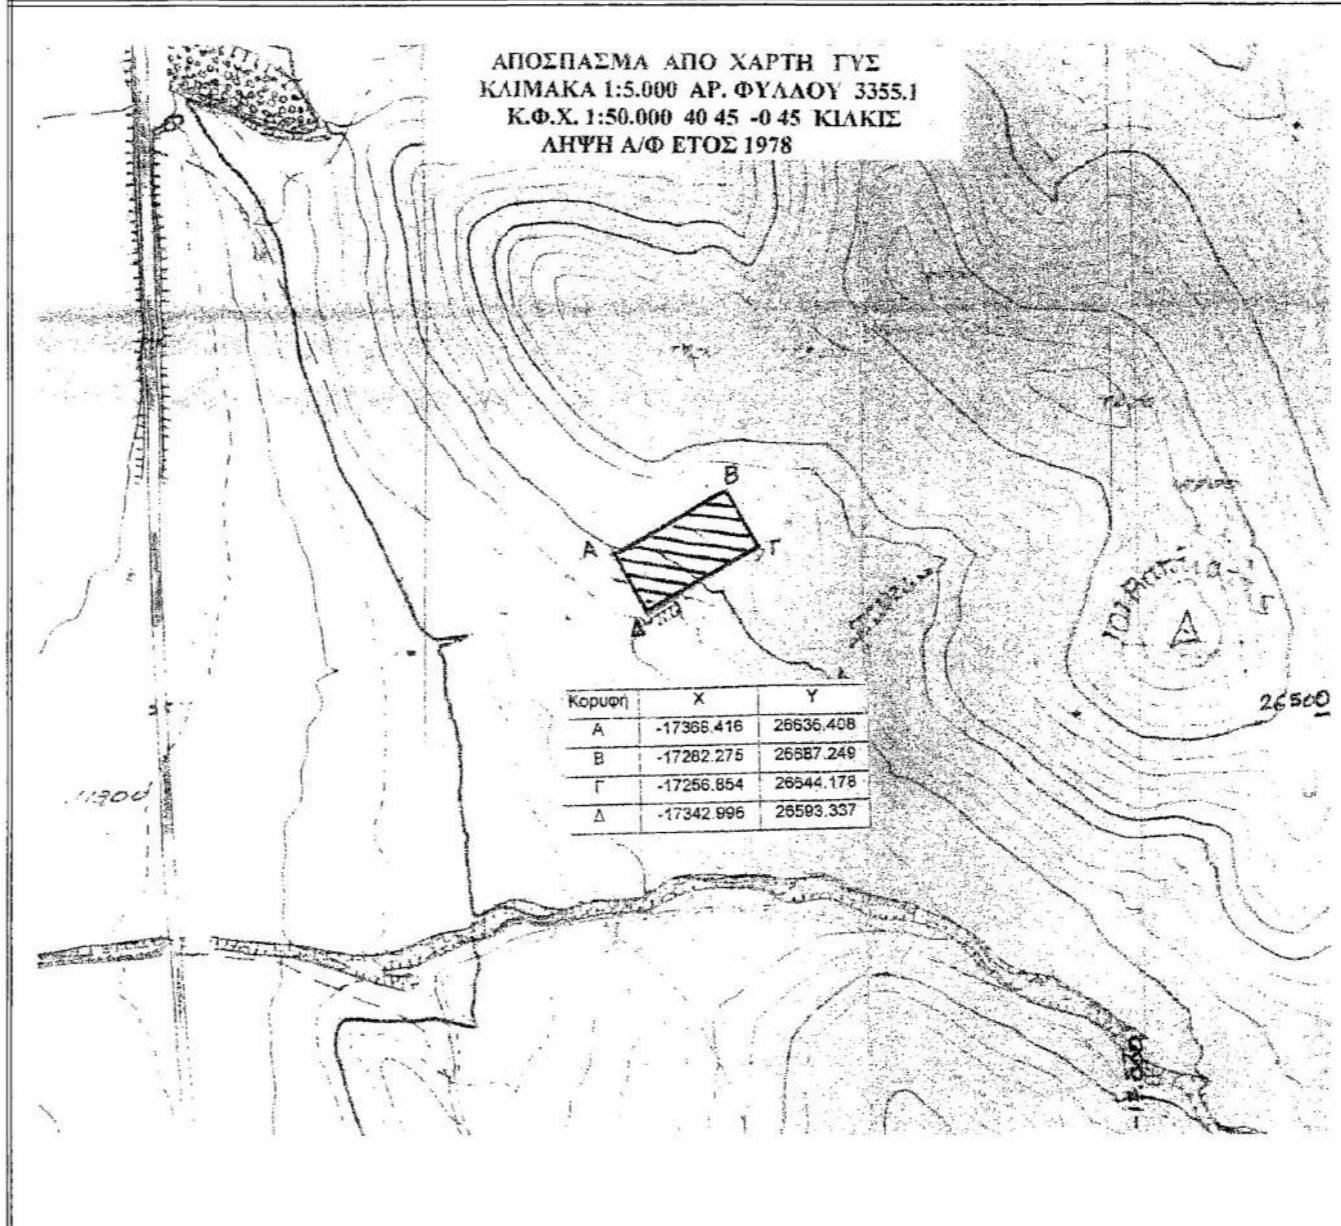 ΑΠΟΣΠΑΣΜΑ ΑΠΟ ΧΑΡΤΗ ΓΥΣ
ΚΛΙΜΑΚΑ 1:5.000 ΑΡ. ΦΥΛΛΟΥ 3355.1
Κ.Φ.Χ. 1:50.000 40 45 -0 45 ΚΙΛΚΙΣ
ΛΗΨΗ Α/Φ ΕΤΟΣ 1978
Β
Α
Γ
Δ
26500
Κορυφή Χ Υ
Α -17366.416 26636.408
Β -17282.275 26687.249
Γ -17256.854 26644.178
Δ -17342.996 26593.337